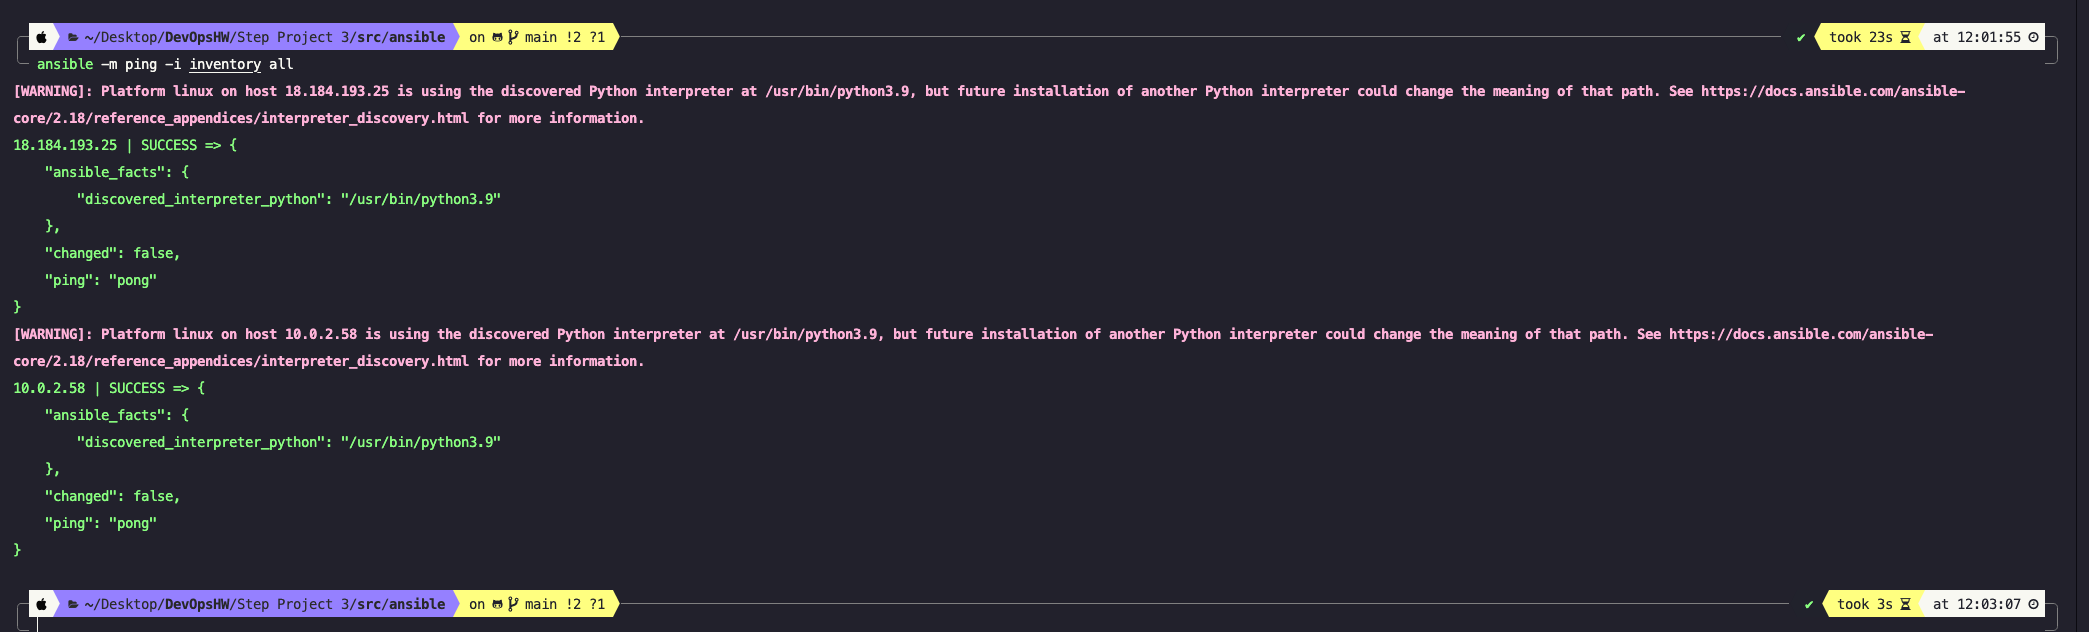 ~/Desktop/DevOpsHW/Step Project 3/src/ansible on main !2 ?1 ✔ took 23s at 12:01:55
ansible -m ping -i inventory all
[WARNING]: Platform linux on host 18.184.193.25 is using the discovered Python interpreter at /usr/bin/python3.9, but future installation of another Python interpreter could change the meaning of that path. See https://docs.ansible.com/ansible-
core/2.18/reference_appendices/interpreter_discovery.html for more information.
18.184.193.25 | SUCCESS => {
    "ansible_facts": {
        "discovered_interpreter_python": "/usr/bin/python3.9"
    },
    "changed": false,
    "ping": "pong"
}
[WARNING]: Platform linux on host 10.0.2.58 is using the discovered Python interpreter at /usr/bin/python3.9, but future installation of another Python interpreter could change the meaning of that path. See https://docs.ansible.com/ansible-
core/2.18/reference_appendices/interpreter_discovery.html for more information.
10.0.2.58 | SUCCESS => {
    "ansible_facts": {
        "discovered_interpreter_python": "/usr/bin/python3.9"
    },
    "changed": false,
    "ping": "pong"
}
~/Desktop/DevOpsHW/Step Project 3/src/ansible on main !2 ?1 ✔ took 3s at 12:03:07